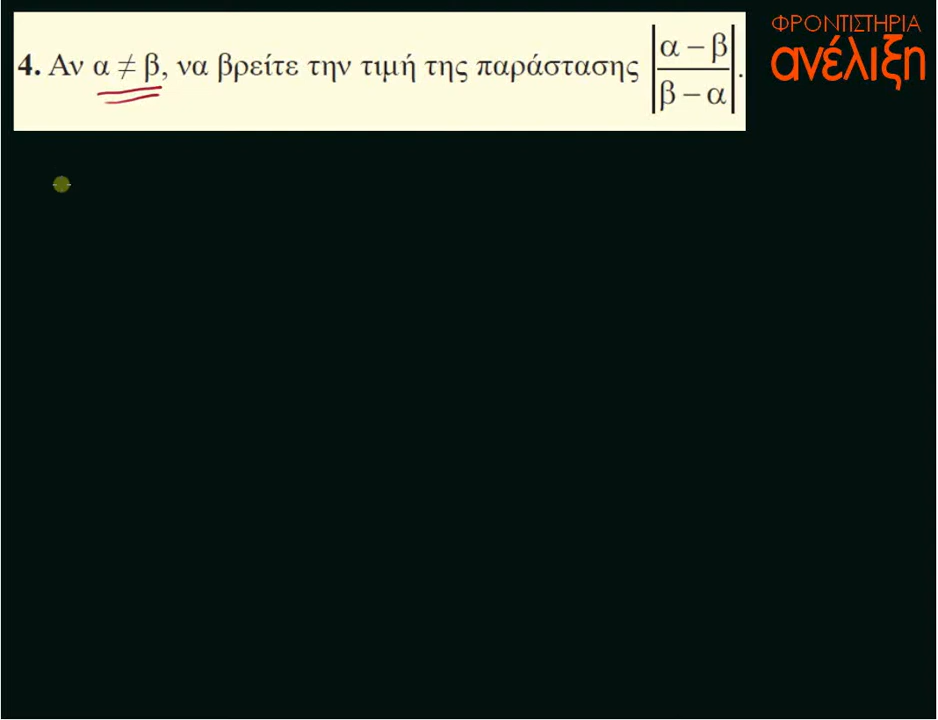 4. Αν α ≠ β, να βρείτε την τιμή της παράστασης |α – β / β – α|.
ΦΡΟΝΤΙΣΤΗΡΙΑ
ανέλιξη